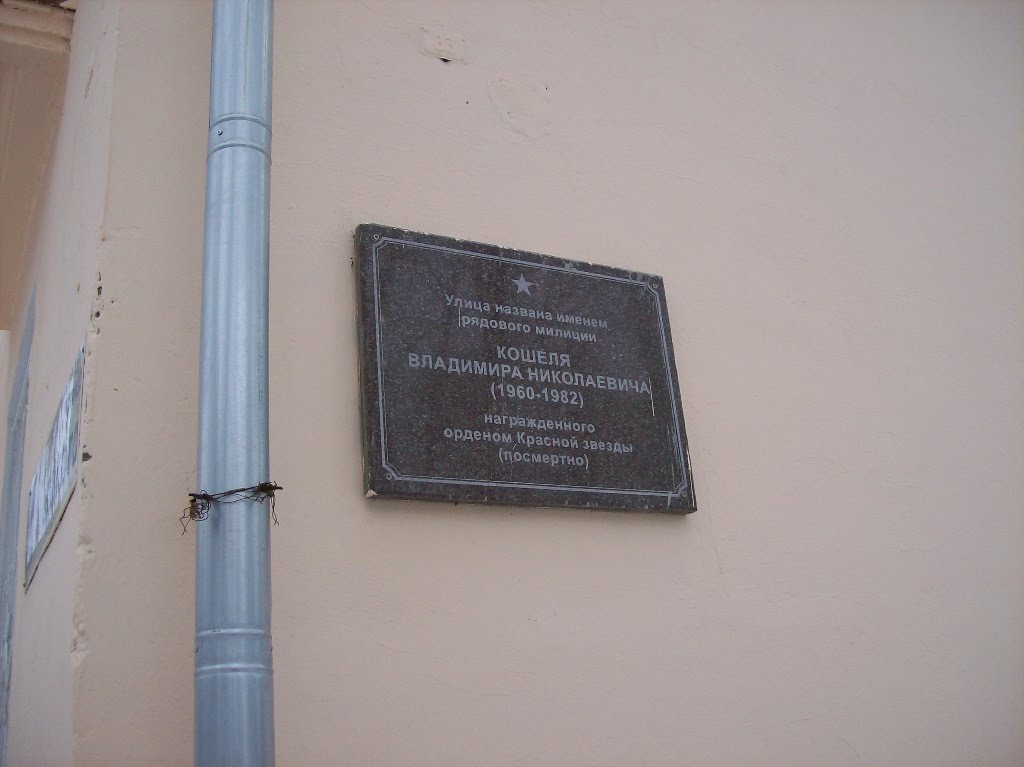 Улица названа именем
рядового милиции
КОШЕЛЯ
ВЛАДИМИРА НИКОЛАЕВИЧА
(1960-1982)
награжденного
орденом Красной звезды
(посмертно)